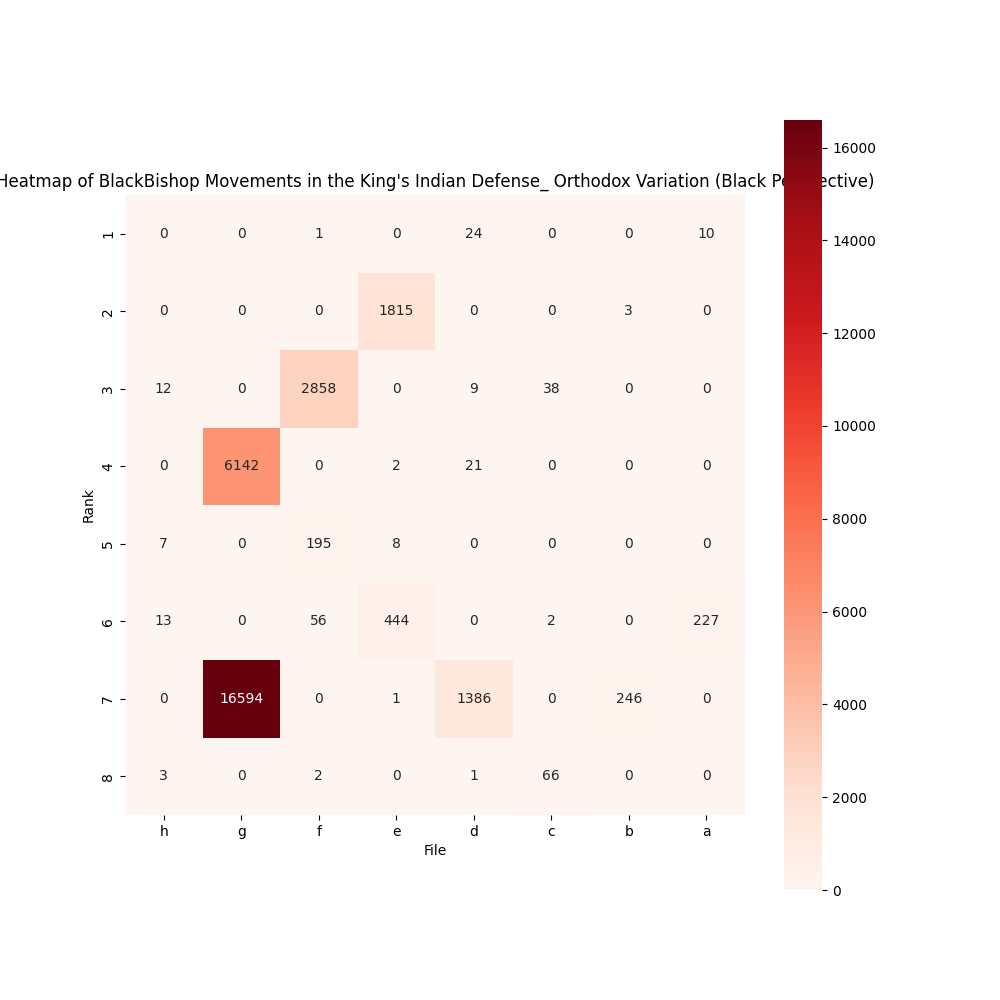 Heatmap of BlackBishop Movements in the King's Indian Defense_ Orthodox Variation (Black P ective)
16000
14000
12000
10000
8000
6000
4000
2000
0
Rank
1 0 0 1 0 24 0 0 10
2 0 0 0 1815 0 0 3 0
3 12 0 2858 0 9 38 0 0
4 0 6142 0 2 21 0 0 0
5 7 0 195 8 0 0 0 0
6 13 0 56 444 0 2 0 227
7 0 16594 0 1 1386 0 246 0
8 3 0 2 0 1 66 0 0
h g f e d c b a
File